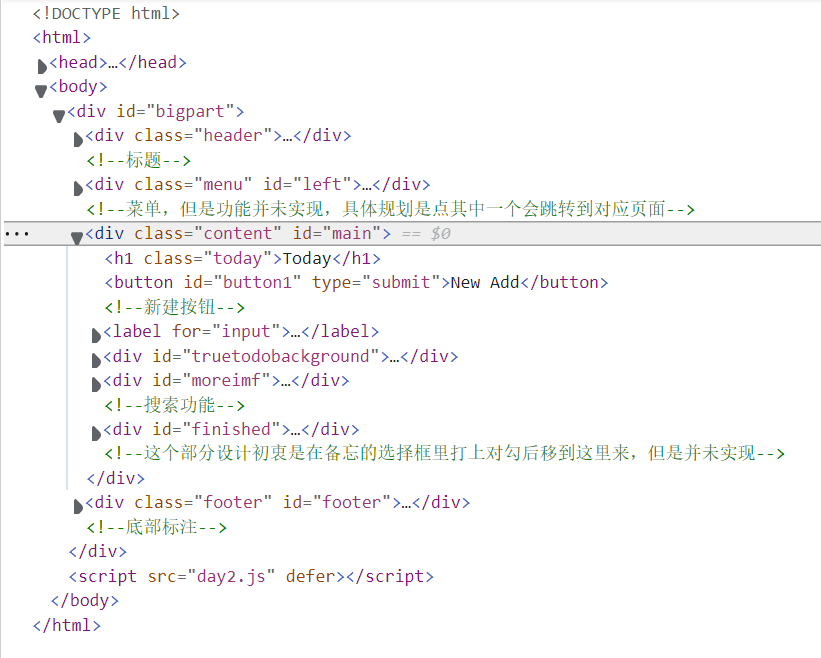 <!DOCTYPE html>
<html>
<head>…</head>
<body>
<div id="bigpart">
<div class="header">…</div>
<!--标题-->
<div class="menu" id="left">…</div>
<!--菜单，但是功能并未实现，具体规划是点其中一个会跳转到对应页面-->
<div class="content" id="main"> == $0
<h1 class="today">Today</h1>
<button id="button1" type="submit">New Add</button>
<!--新建按钮-->
<label for="input">…</label>
<div id="truetodobackground">…</div>
<div id="moreimf">…</div>
<!--搜索功能-->
<div id="finished">…</div>
<!--这个部分设计初衷是在备忘的选择框里打上对勾后移到这里来，但是并未实现-->
</div>
<div class="footer" id="footer">…</div>
<!--底部标注-->
</div>
<script src="day2.js" defer></script>
</body>
</html>